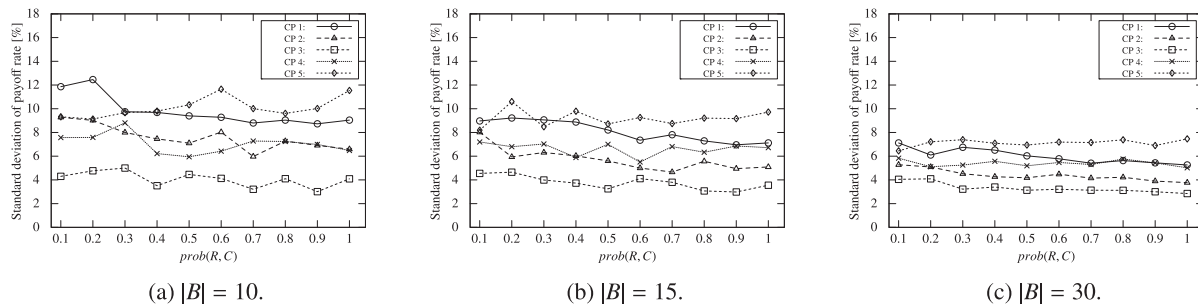 Standard deviation of payoff rate [%]
18
16
14
12
10
8
6
4
2
0
CP 1:
CP 2:
CP 3:
CP 4:
CP 5:
0.1 0.2 0.3 0.4 0.5 0.6 0.7 0.8 0.9 1
prob(R, C)
(a) |B| = 10.
Standard deviation of payoff rate [%]
18
16
14
12
10
8
6
4
2
0
CP 1:
CP 2:
CP 3:
CP 4:
CP 5:
0.1 0.2 0.3 0.4 0.5 0.6 0.7 0.8 0.9 1
prob(R, C)
(b) |B| = 15.
Standard deviation of payoff rate [%]
18
16
14
12
10
8
6
4
2
0
CP 1:
CP 2:
CP 3:
CP 4:
CP 5:
0.1 0.2 0.3 0.4 0.5 0.6 0.7 0.8 0.9 1
prob(R, C)
(c) |B| = 30.